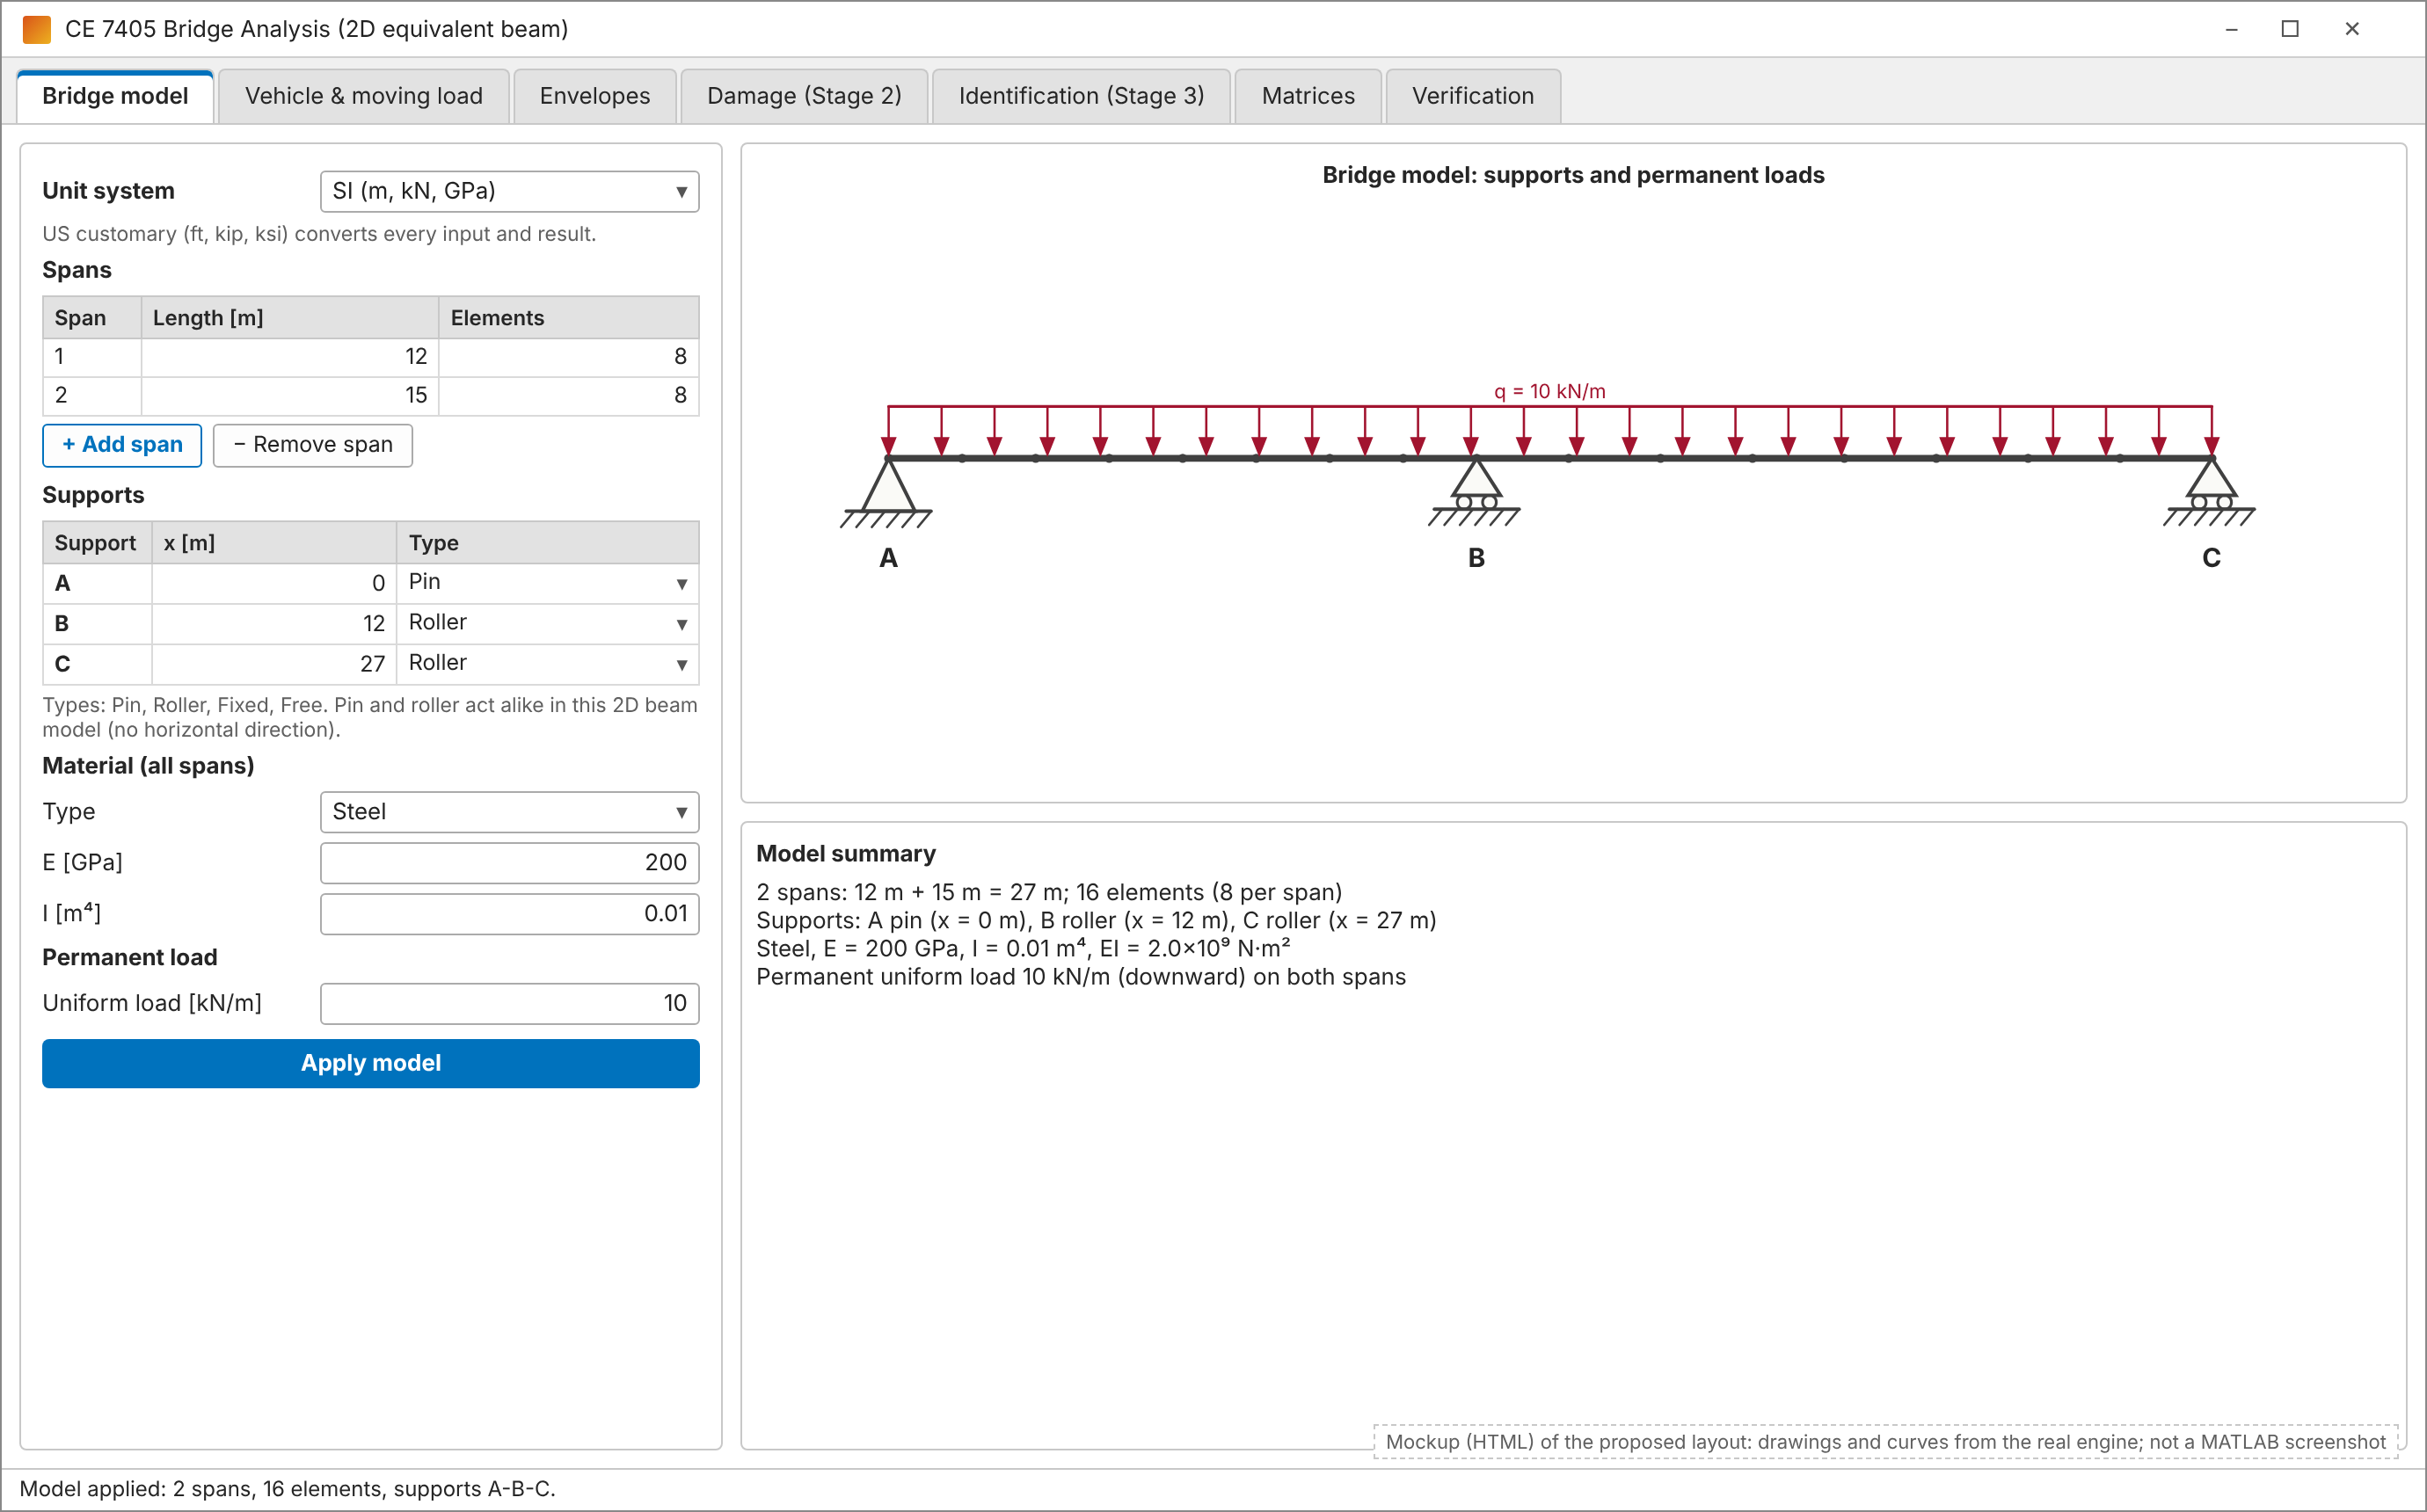 CE 7405 Bridge Analysis (2D equivalent beam)
Bridge model
Vehicle & moving load
Envelopes
Damage (Stage 2)
Identification (Stage 3)
Matrices
Verification
Unit system
SI (m, kN, GPa)
US customary (ft, kip, ksi) converts every input and result.
Spans
Span Length [m] Elements
1 12 8
2 15 8
+ Add span
− Remove span
Supports
Support x [m] Type
A 0 Pin
B 12 Roller
C 27 Roller
Types: Pin, Roller, Fixed, Free. Pin and roller act alike in this 2D beam
model (no horizontal direction).
Material (all spans)
Type Steel
E [GPa] 200
I [m⁴] 0.01
Permanent load
Uniform load [kN/m] 10
Apply model
Bridge model: supports and permanent loads
q = 10 kN/m
A B C
Model summary
2 spans: 12 m + 15 m = 27 m; 16 elements (8 per span)
Supports: A pin (x = 0 m), B roller (x = 12 m), C roller (x = 27 m)
Steel, E = 200 GPa, I = 0.01 m⁴, EI = 2.0×10⁹ N·m²
Permanent uniform load 10 kN/m (downward) on both spans
Mockup (HTML) of the proposed layout: drawings and curves from the real engine; not a MATLAB screenshot
Model applied: 2 spans, 16 elements, supports A-B-C.